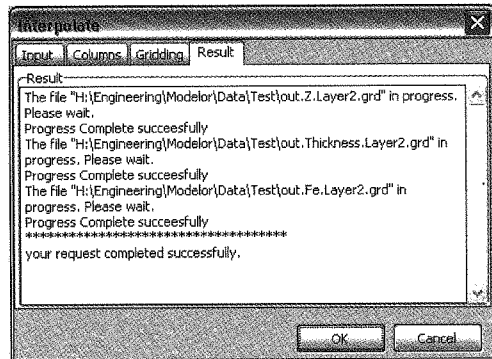 Interpolate
Input Columns Gridding Result
Result
The file "H:\Engineering\Modelor\Data\Test\out.Z.Layer2.grd" in progress.
Please wait.
Progress Complete succeesfully
The file "H:\Engineering\Modelor\Data\Test\out.Thickness.Layer2.grd" in
progress. Please wait.
Progress Complete succeesfully
The file "H:\Engineering\Modelor\Data\Test\out.Fe.Layer2.grd" in
progress. Please wait.
Progress Complete succeesfully
************************************
your request completed successfully.
OK Cancel